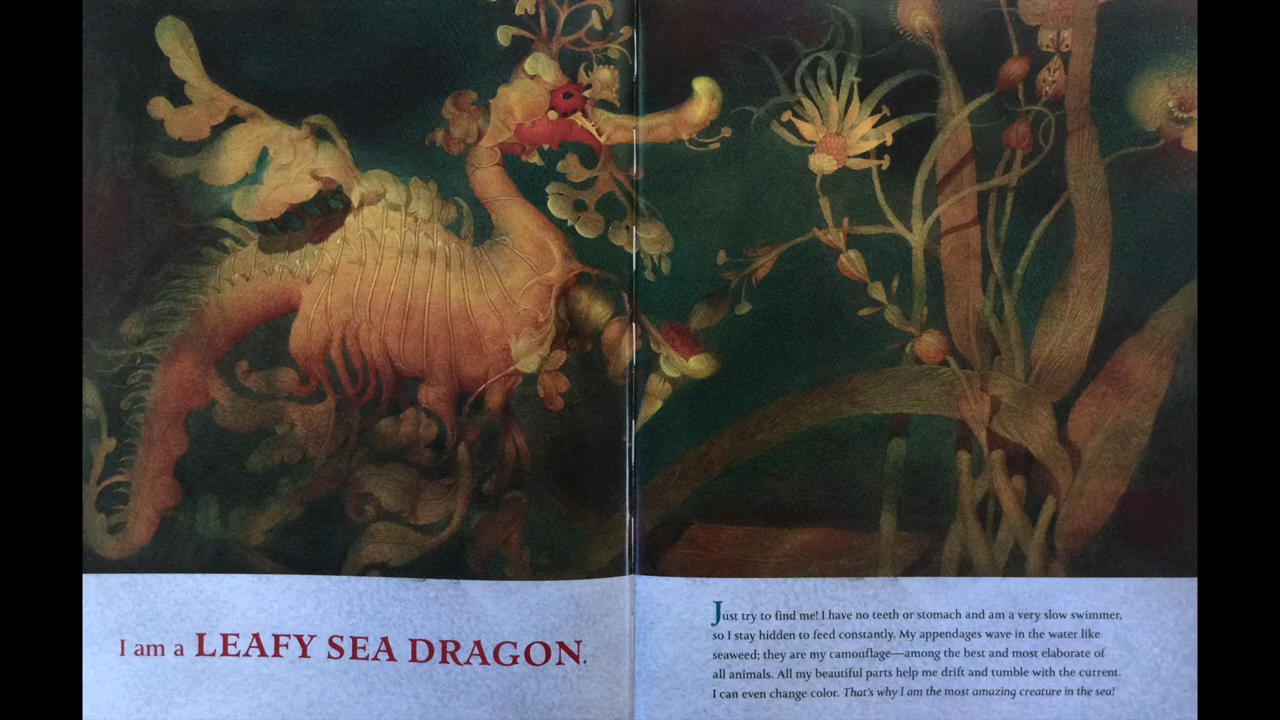 I am a LEAFY SEA DRAGON.
Just try to find me! I have no teeth or stomach and am a very slow swimmer,
so I stay hidden to feed constantly. My appendages wave in the water like
seaweed; they are my camouflage—among the best and most elaborate of
all animals. All my beautiful parts help me drift and tumble with the current.
I can even change color. That's why I am the most amazing creature in the sea!